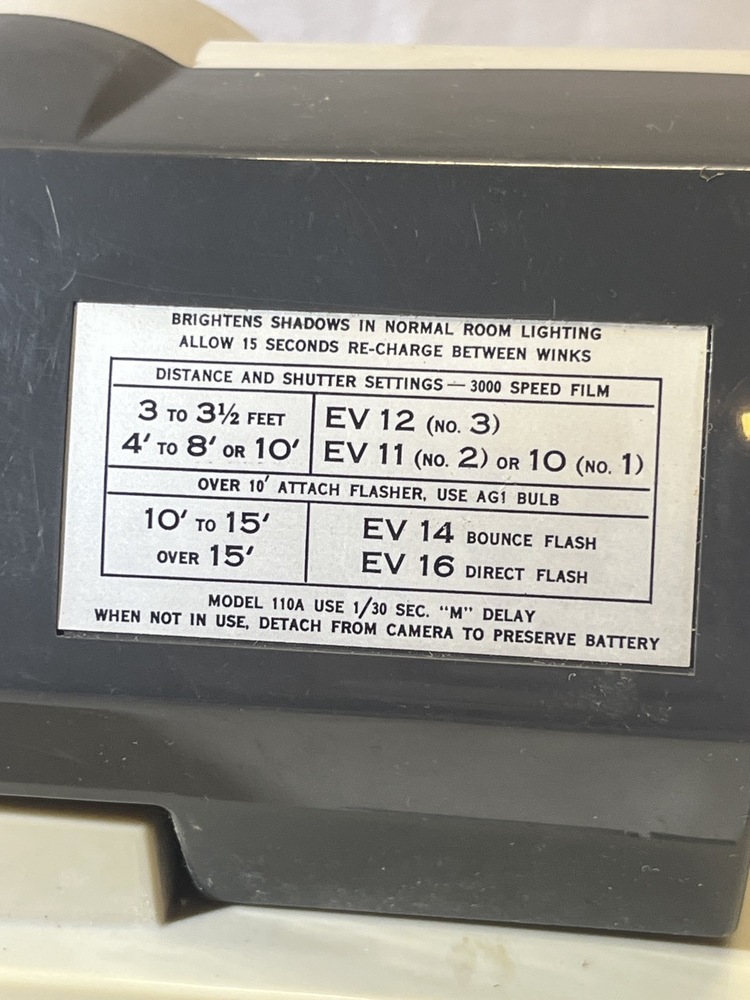 BRIGHTENS SHADOWS IN NORMAL ROOM LIGHTING
ALLOW 15 SECONDS RE-CHARGE BETWEEN WINKS
DISTANCE AND SHUTTER SETTINGS — 3000 SPEED FILM
3 TO 3½ FEET EV 12 (NO. 3)
4′ TO 8′ OR 10′ EV 11 (NO. 2) OR 10 (NO. 1)
OVER 10′ ATTACH FLASHER, USE AG1 BULB
10′ TO 15′ EV 14 BOUNCE FLASH
OVER 15′ EV 16 DIRECT FLASH
MODEL 110A USE 1/30 SEC. "M" DELAY
WHEN NOT IN USE, DETACH FROM CAMERA TO PRESERVE BATTERY